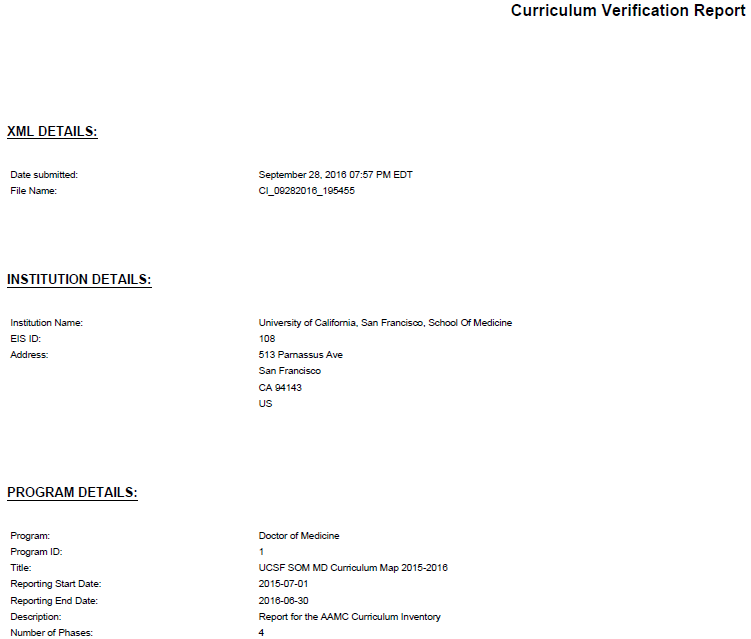 Curriculum Verification Report
XML DETAILS:
Date submitted: September 28, 2016 07:57 PM EDT
File Name: CI_09282016_195455
INSTITUTION DETAILS:
Institution Name: University of California, San Francisco, School Of Medicine
EIS ID: 108
Address: 513 Parnassus Ave
San Francisco
CA 94143
US
PROGRAM DETAILS:
Program: Doctor of Medicine
Program ID: 1
Title: UCSF SOM MD Curriculum Map 2015-2016
Reporting Start Date: 2015-07-01
Reporting End Date: 2016-06-30
Description: Report for the AAMC Curriculum Inventory
Number of Phases: 4